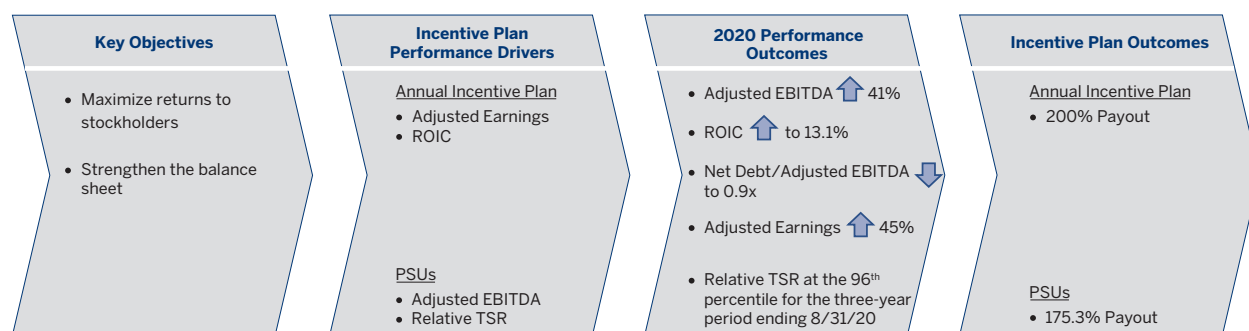 Key Objectives
• Maximize returns to
stockholders
• Strengthen the balance
sheet
Incentive Plan
Performance Drivers
Annual Incentive Plan
• Adjusted Earnings
• ROIC
PSUs
• Adjusted EBITDA
• Relative TSR
2020 Performance
Outcomes
• Adjusted EBITDA 41%
• ROIC to 13.1%
• Net Debt/Adjusted EBITDA
to 0.9x
• Adjusted Earnings 45%
• Relative TSR at the 96th
percentile for the three-year
period ending 8/31/20
Incentive Plan Outcomes
Annual Incentive Plan
• 200% Payout
PSUs
• 175.3% Payout